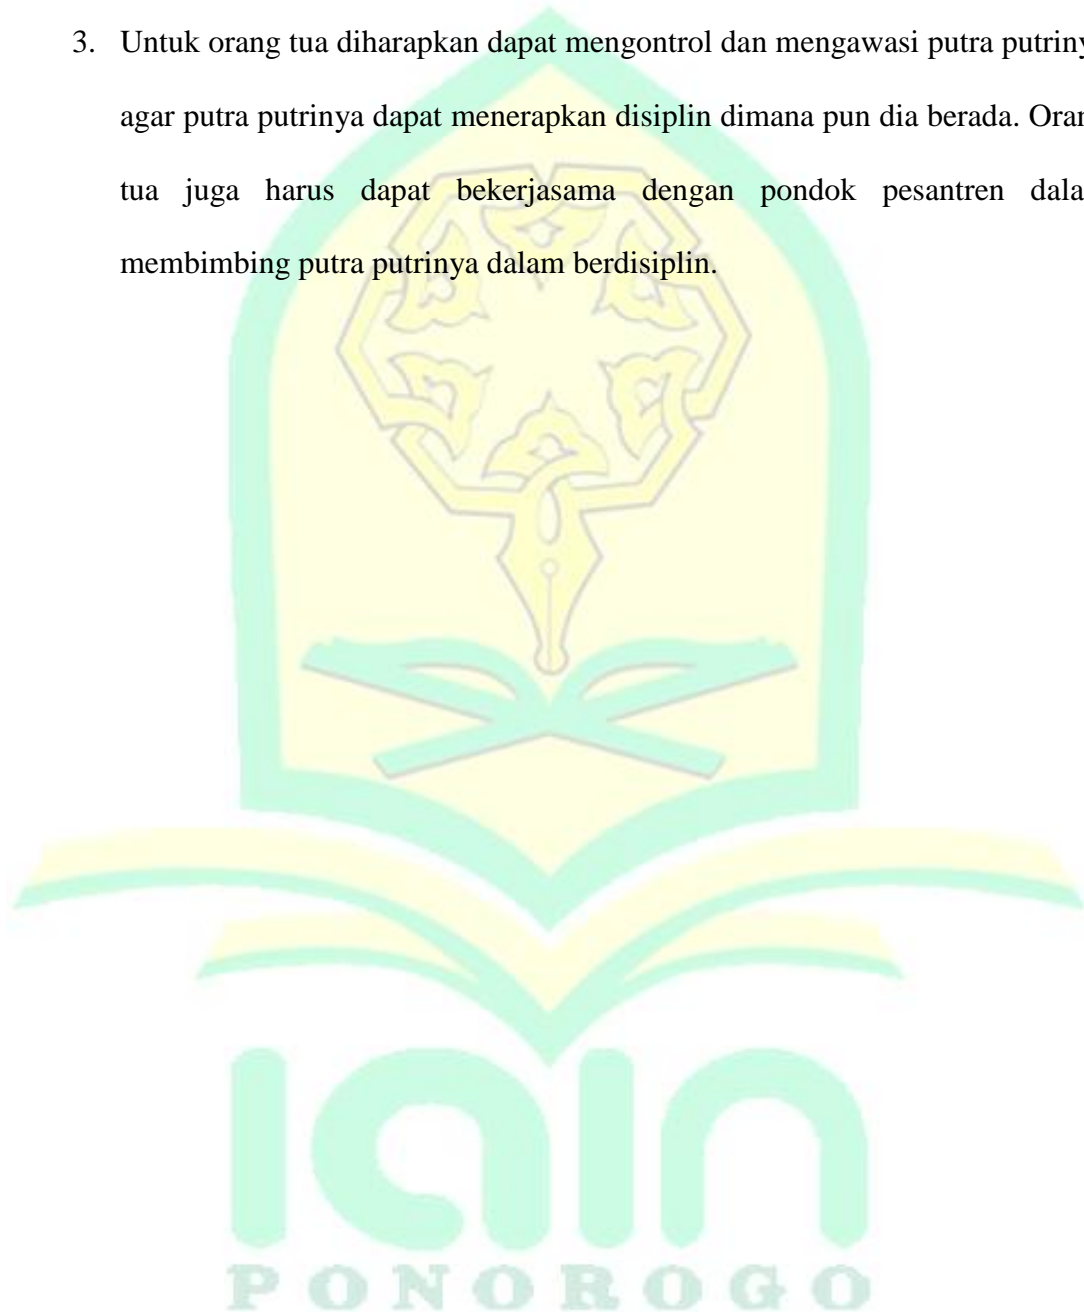 3. Untuk orang tua diharapkan dapat mengontrol dan mengawasi putra putriny
agar putra putrinya dapat menerapkan disiplin dimana pun dia berada. Oran
tua juga harus dapat bekerjasama dengan pondok pesantren dala
membimbing putra putrinya dalam berdisiplin.
iain
PONOROGO